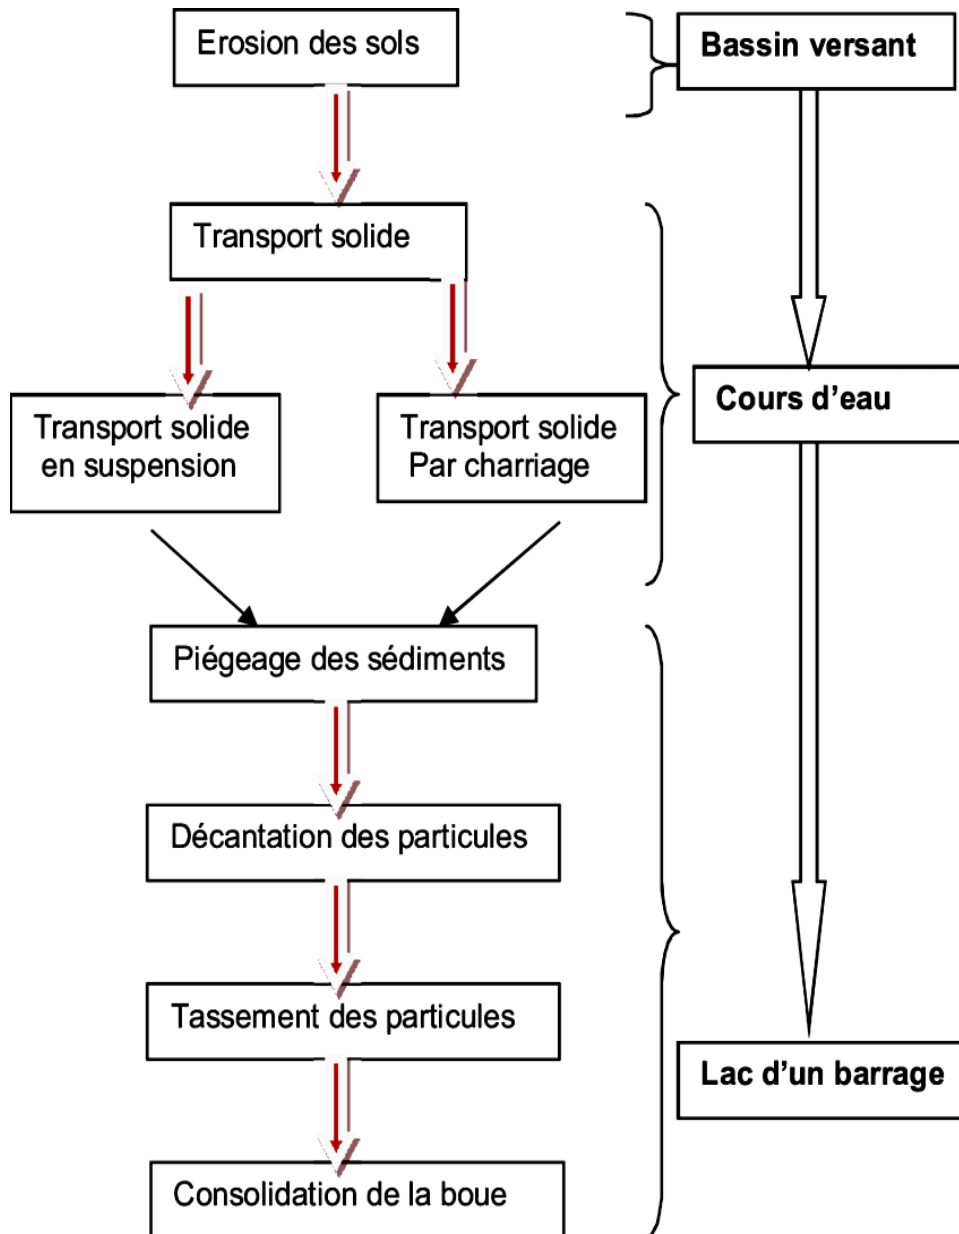 Erosion des sols
Bassin versant
Transport solide
Transport solide
en suspension
Transport solide
Par charriage
Cours d'eau
Piégeage des sédiments
Décantation des particules
Tassement des particules
Lac d'un barrage
Consolidation de la boue